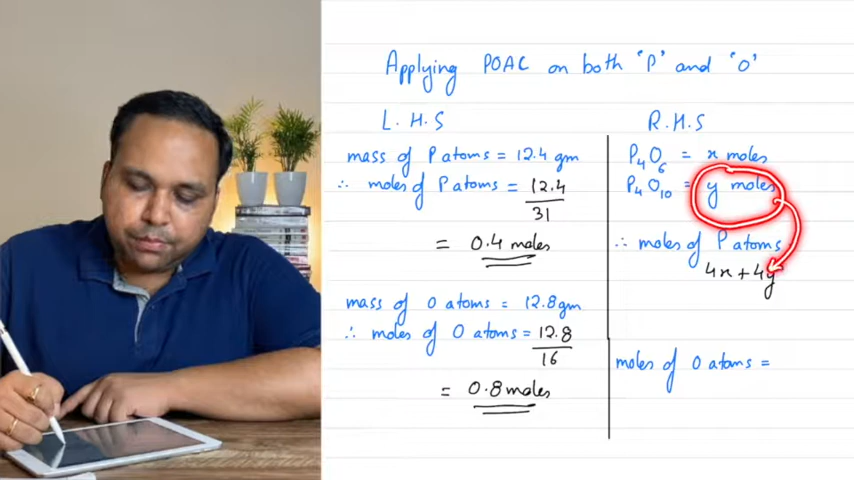 Applying POAC on both 'P' and 'O'
L.H.S
mass of P atoms = 12.4 gm
∴ moles of P atoms = 12.4
31
= 0.4 moles
mass of O atoms = 12.8gm
∴ moles of O atoms = 12.8
16
= 0.8 moles
R.H.S
P4O6 = x moles
P4O10 = y moles
∴ moles of P atoms
4x + 4y
moles of O atoms =